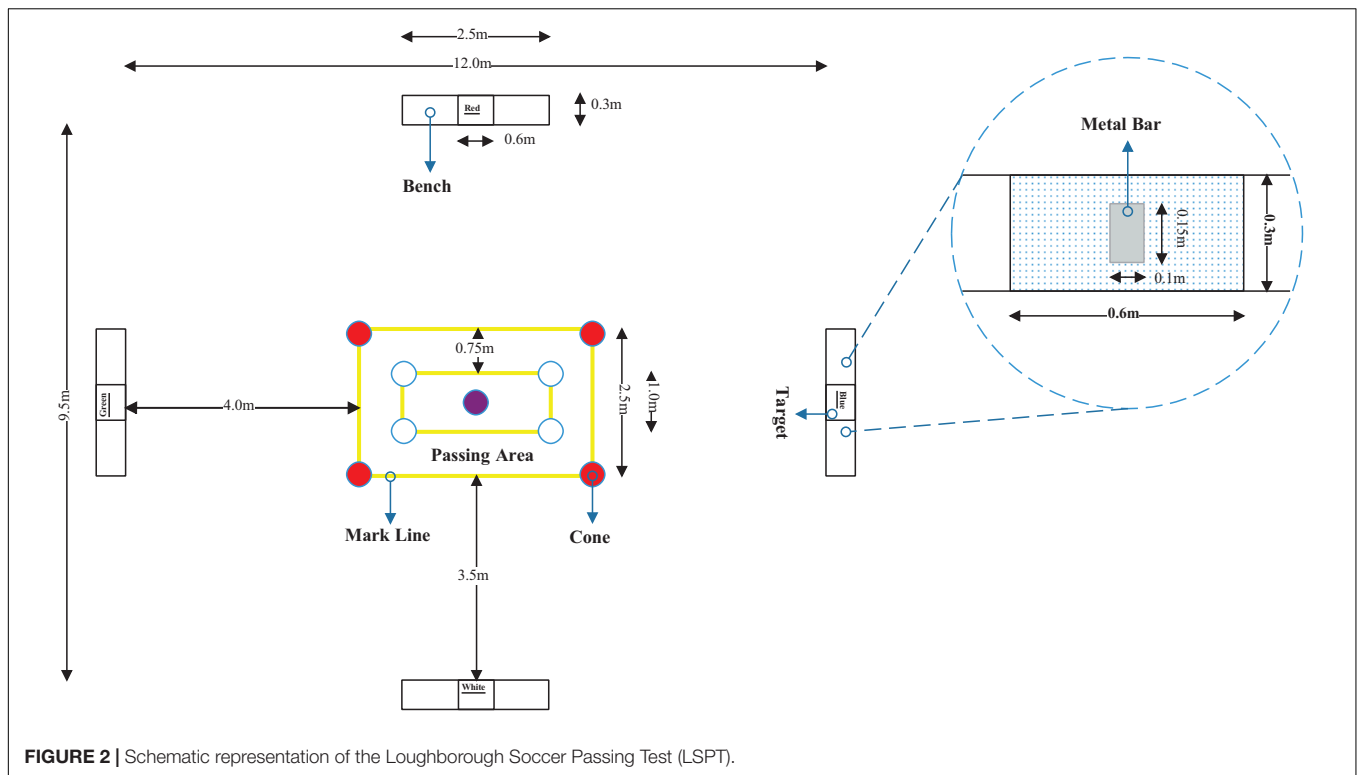 2.5m
12.0m
Red
0.3m
0.6m
Bench
Metal Bar
0.15m
0.3m
0.1m
0.6m
9.5m
Green
4.0m
0.75m
2.5m
1.0m
Passing Area
Target
Blue
Mark Line
Cone
3.5m
White
FIGURE 2 | Schematic representation of the Loughborough Soccer Passing Test (LSPT).